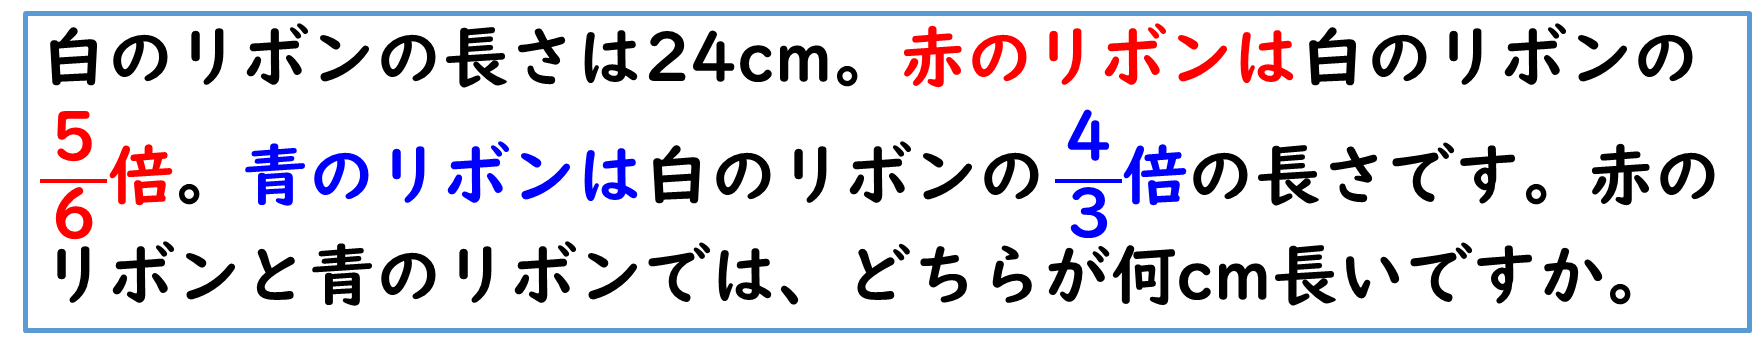 白のリボンの長さは24cm。赤のリボンは白のリボンの
5/6倍。青のリボンは白のリボンの4/3倍の長さです。赤の
リボンと青のリボンでは、どちらが何cm長いですか。